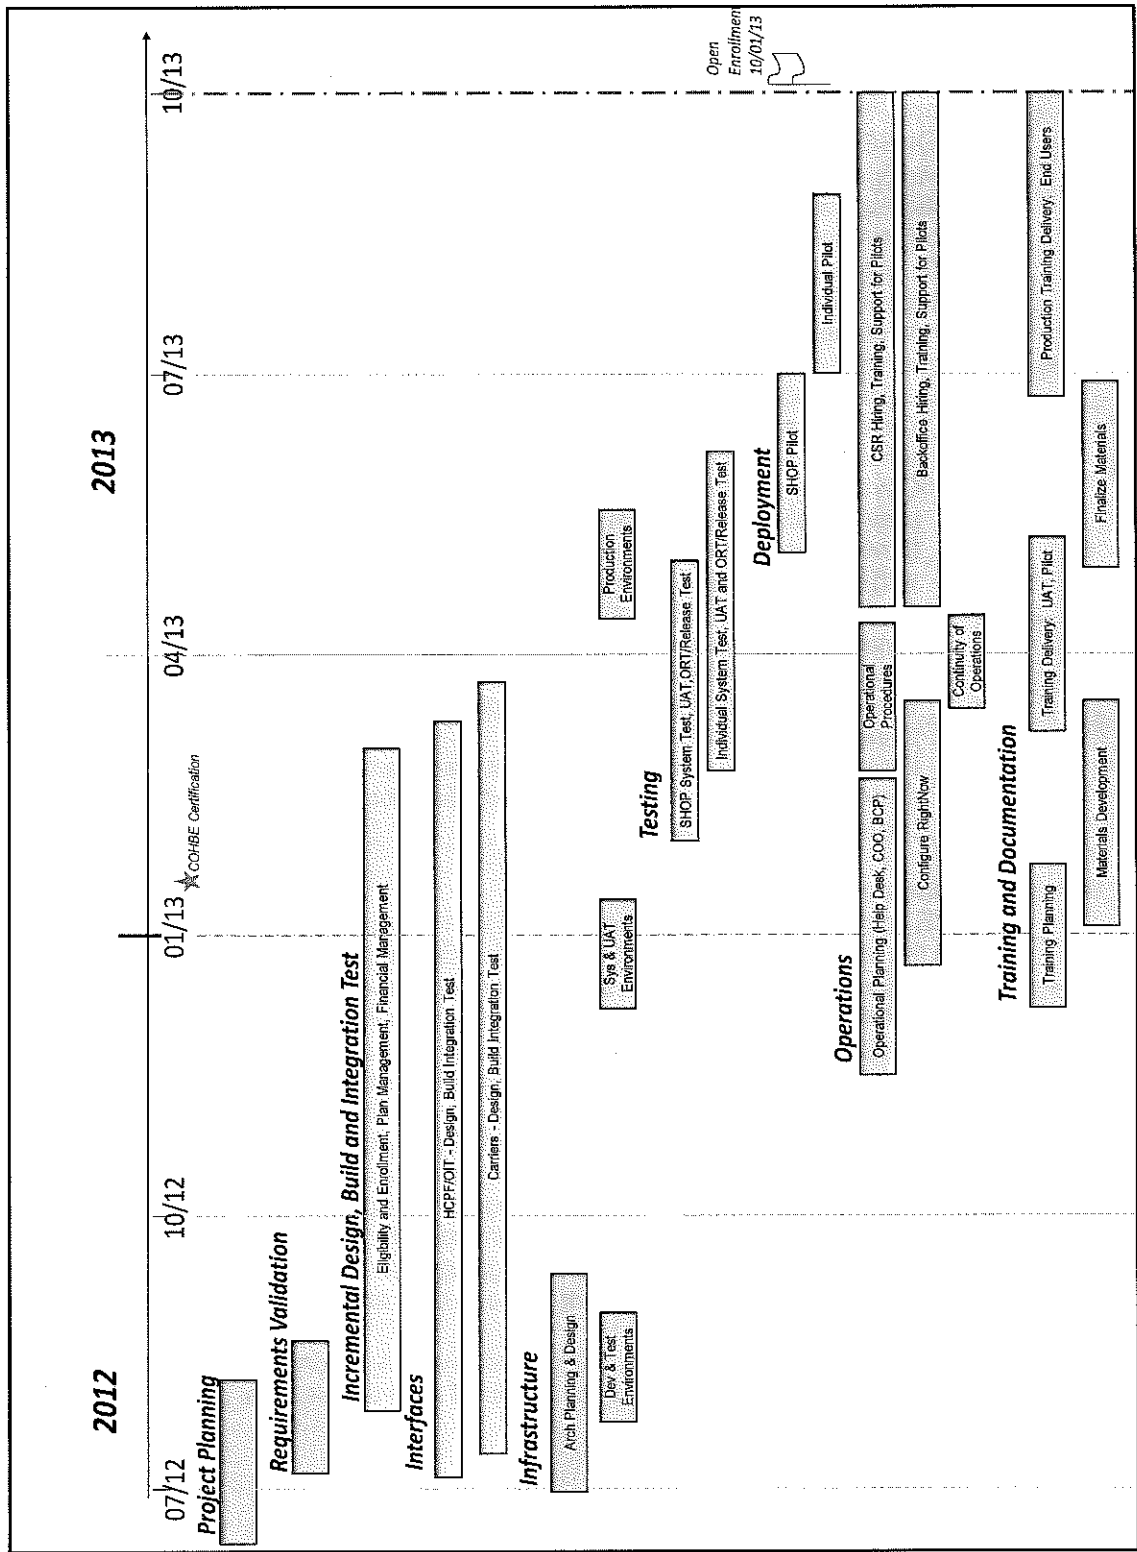 2012
2013
07/12
10/12
01/13
04/13
07/13
10/13
COHBE Certification
Open
Enrollment
10/01/13
Project Planning
Requirements Validation
Incremental Design, Build and Integration Test
Eligibility and Enrollment, Plan Management, Financial Management
Interfaces
HCPF/OIT - Design, Build Integration Test
Carriers - Design, Build Integration Test
Infrastructure
Arch Planning & Design
Dev & Test
Environments
Sys & UAT
Environments
Production
Environments
Testing
SHOP System Test, UAT, ORT/Release Test
Individual System Test, UAT and ORT/Release Test
Deployment
SHOP Pilot
Individual Pilot
Operations
Operational Planning (Help Desk, COO, BCP)
Operational
Procedures
CSR Hiring, Training, Support for Pilots
Configure RightNow
Backoffice Hiring, Training, Support for Pilots
Continuity of
Operations
Training and Documentation
Training Planning
Training Delivery: UAT, Pilot
Production Training Delivery: End Users
Materials Development
Finalize Materials